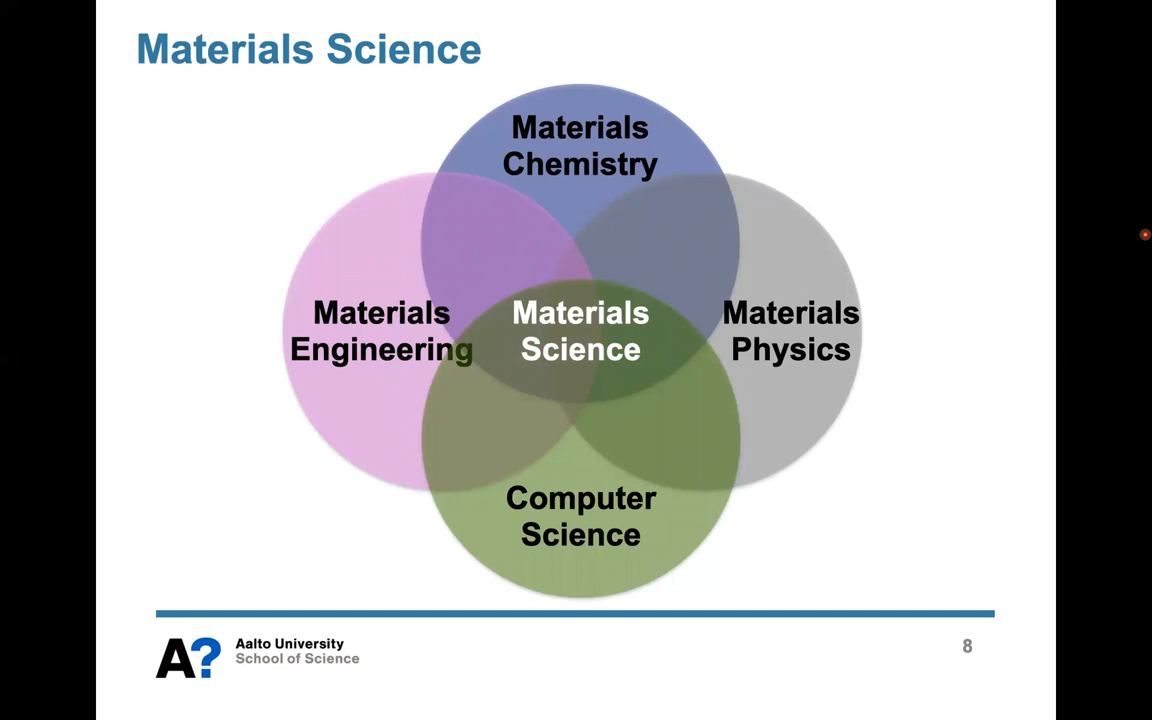 Materials Science
Materials
Chemistry
Materials
Engineering
Materials
Science
Materials
Physics
Computer
Science
A?
Aalto University
School of Science
8